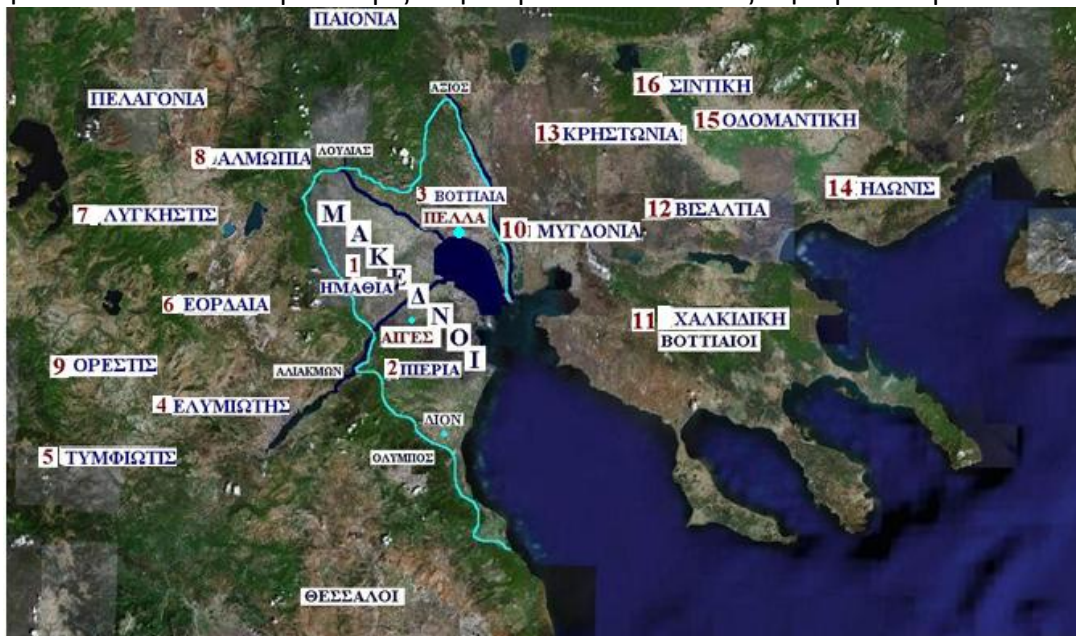 ΠΑΙΟΝΙΑ
ΠΕΛΑΓΟΝΙΑ
ΑΞΙΟΣ
16 ΣΙΝΤΙΚΗ
15 ΟΔΟΜΑΝΤΙΚΗ
13 ΚΡΗΣΤΩΝΙΑ
ΛΟΥΔΙΑΣ
8 ΑΛΜΩΠΙΑ
14 ΗΔΩΝΙΣ
3 ΒΟΤΤΙΑΙΑ
ΠΕΛΛΑ
7 ΛΥΓΚΗΣΤΙΣ
12 ΒΙΣΑΛΤΙΑ
10 ΜΥΓΔΟΝΙΑ
ΜΑΚΕΔΝΟΙ
1
ΗΜΑΘΙΑ
6 ΕΟΡΔΑΙΑ
11 ΧΑΛΚΙΔΙΚΗ
ΒΟΤΤΙΑΙΟΙ
ΑΙΓΕΣ
9 ΟΡΕΣΤΙΣ
ΑΛΙΑΚΜΩΝ
2 ΠΙΕΡΙΑ
4 ΕΛΥΜΙΩΤΗΣ
ΔΙΟΝ
5 ΤΥΜΦΙΩΤΙΣ
ΟΛΥΜΠΟΣ
ΘΕΣΣΑΛΟΙ